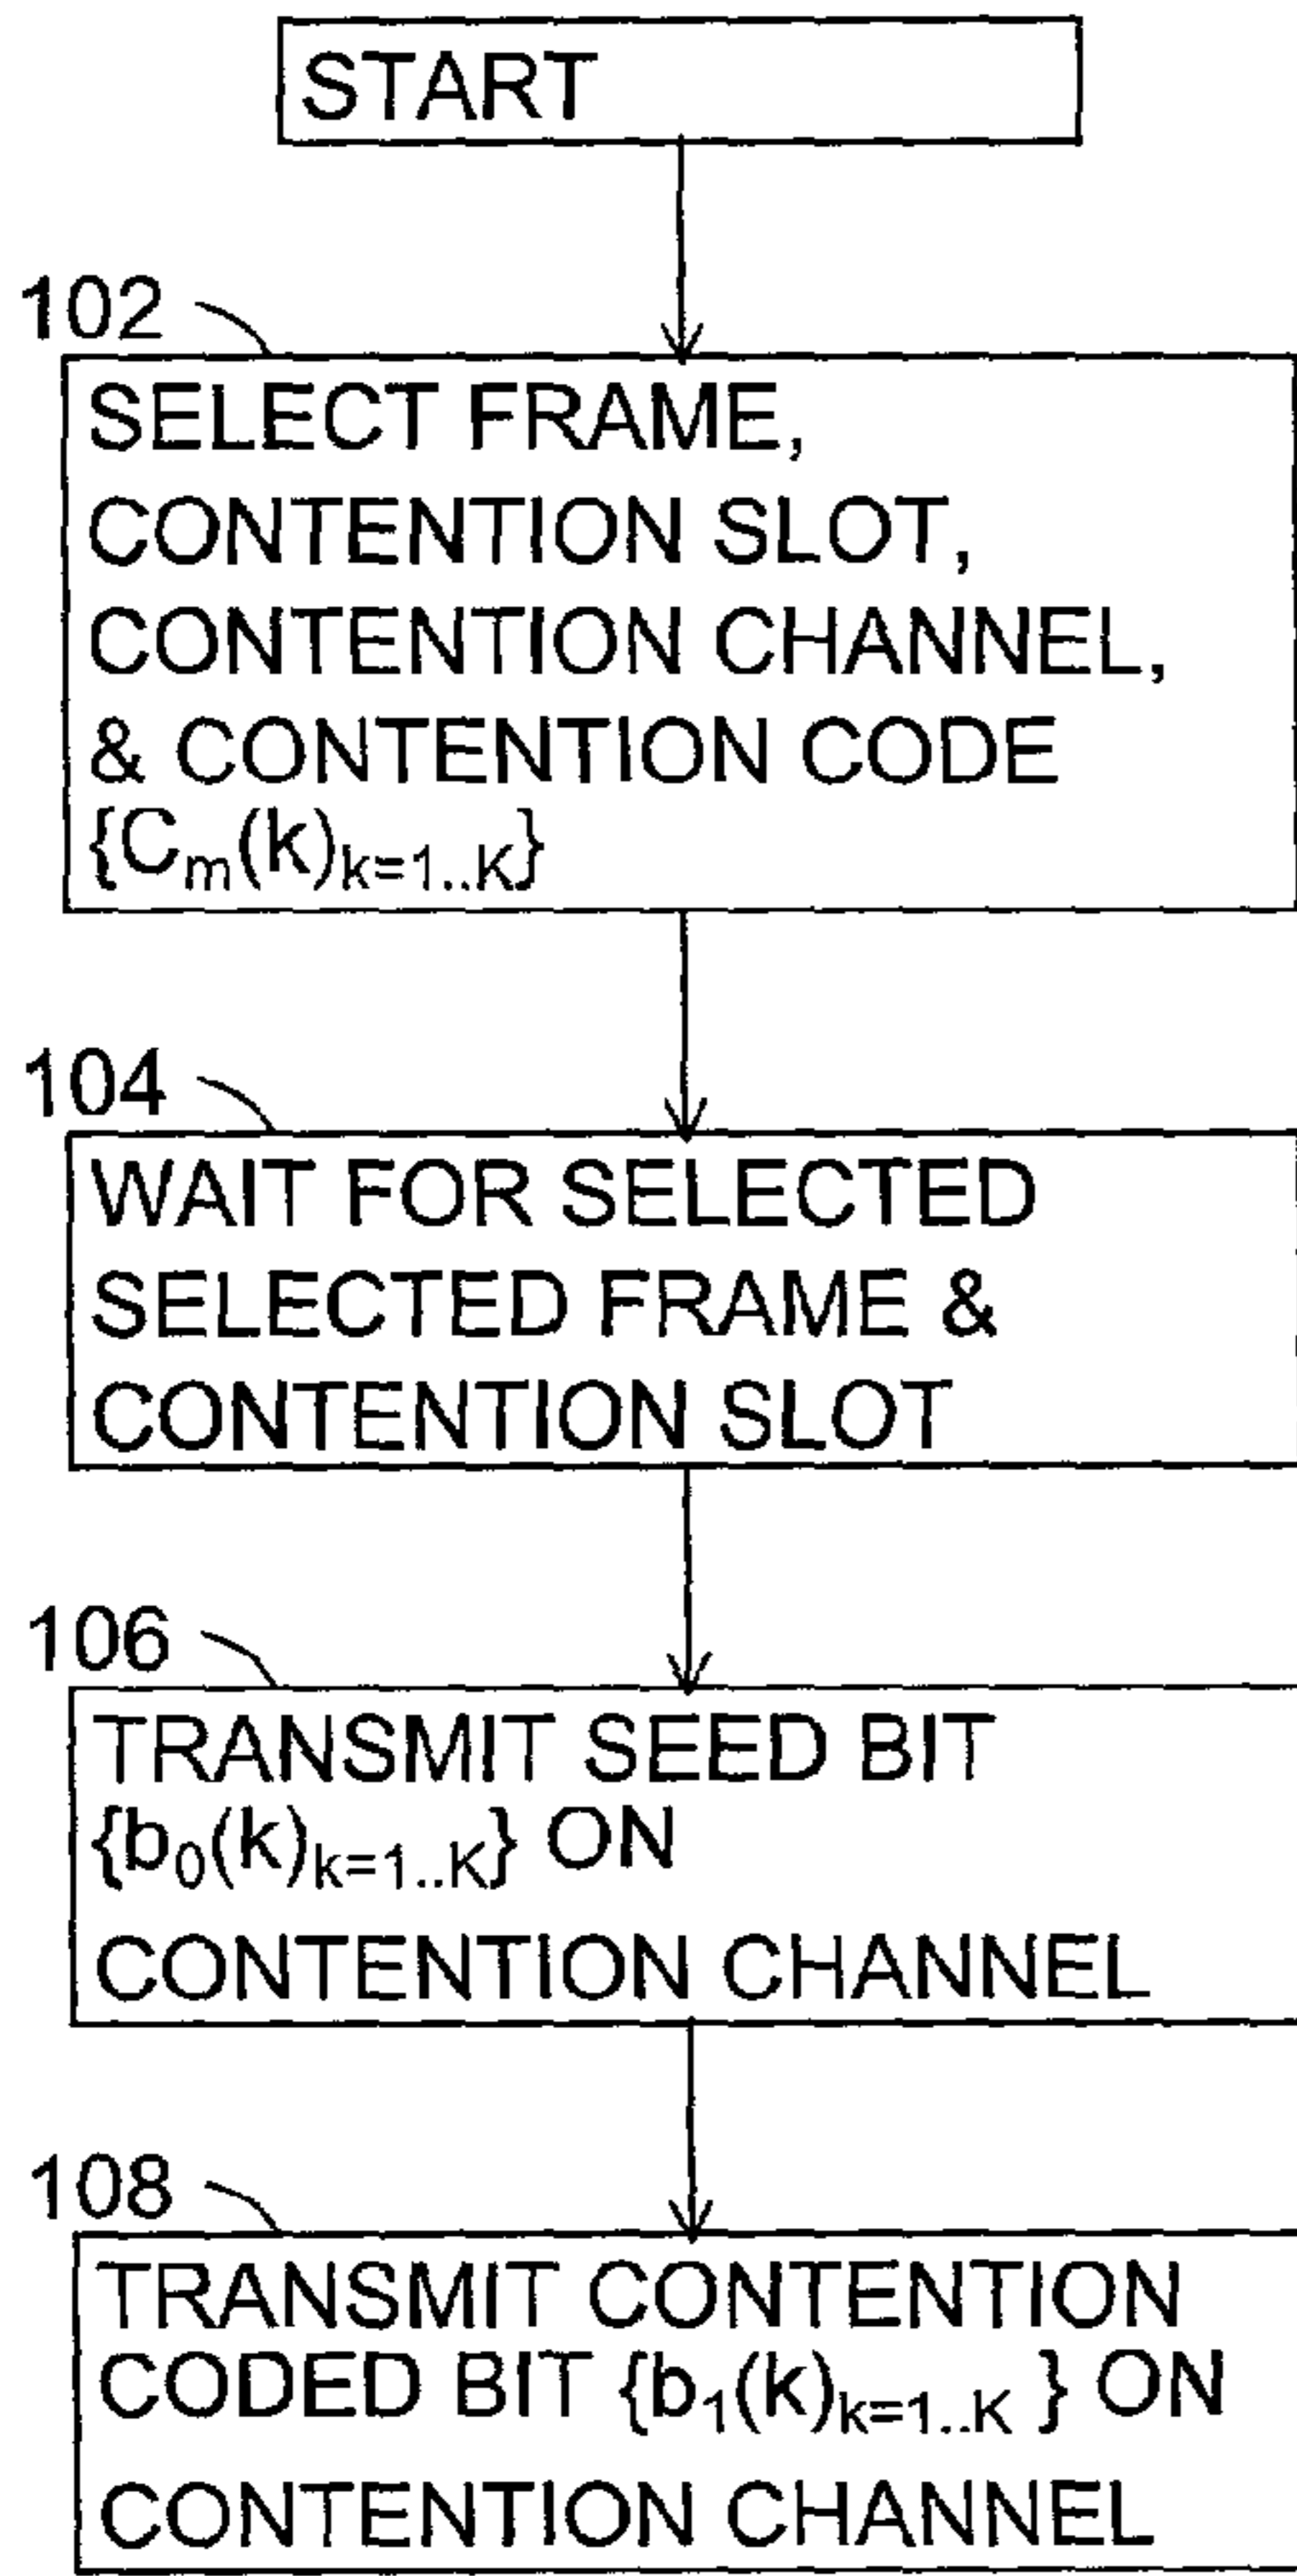 START
102
SELECT FRAME,
CONTENTION SLOT,
CONTENTION CHANNEL,
& CONTENTION CODE
{Cₘ(k)ₖ₌₁..K}
104
WAIT FOR SELECTED
SELECTED FRAME &
CONTENTION SLOT
106
TRANSMIT SEED BIT
{b₀(k)ₖ₌₁..K} ON
CONTENTION CHANNEL
108
TRANSMIT CONTENTION
CODED BIT {b₁(k)ₖ₌₁..K } ON
CONTENTION CHANNEL